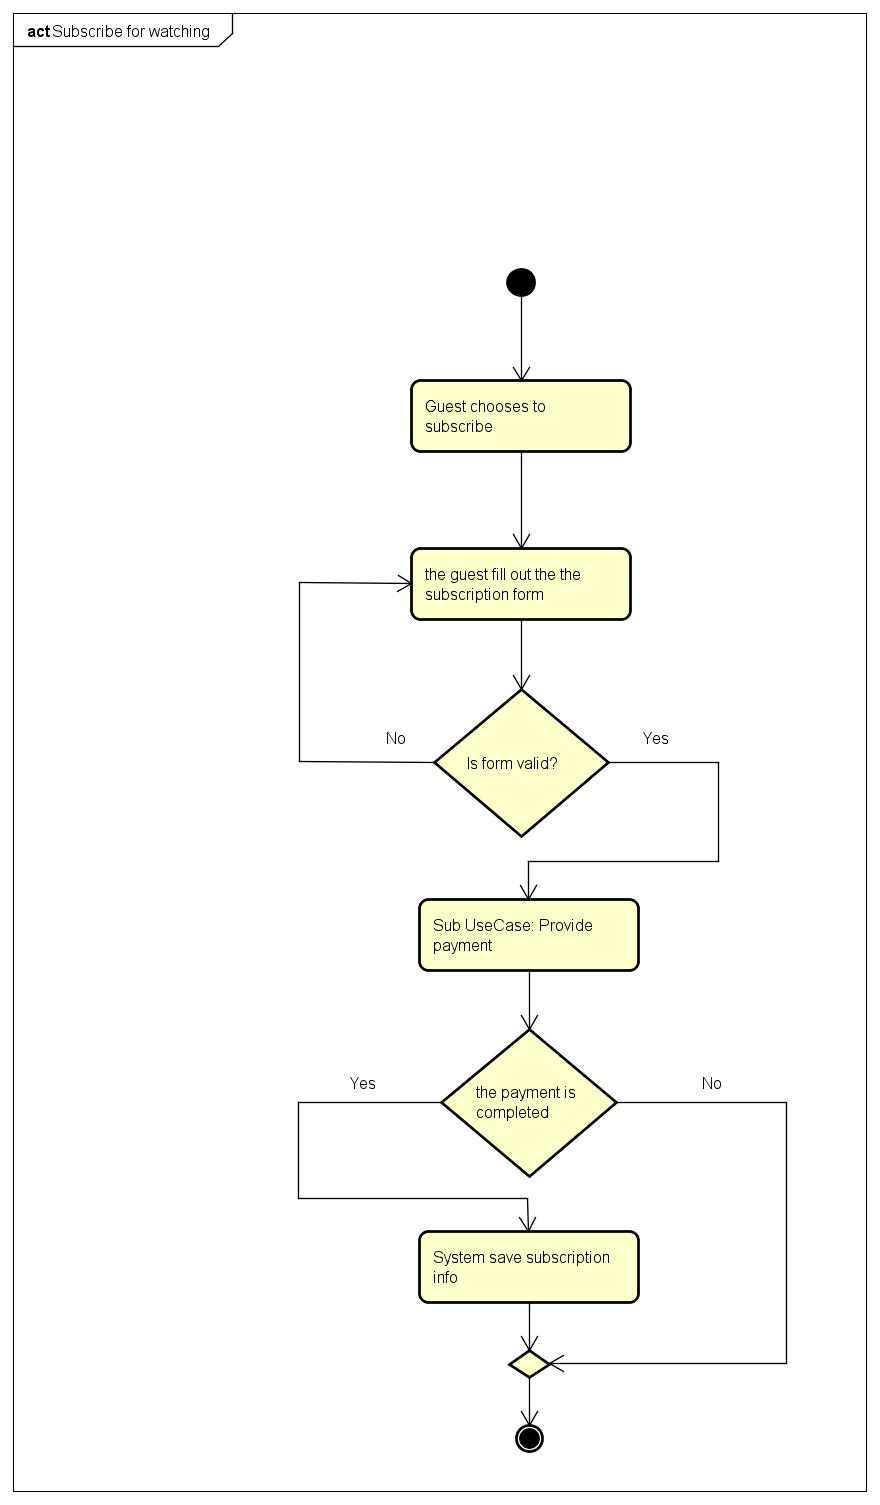 act Subscribe for watching
Guest chooses to
subscribe
the guest fill out the the
subscription form
No
Yes
Is form valid?
Sub UseCase: Provide
payment
Yes
No
the payment is
completed
System save subscription
info